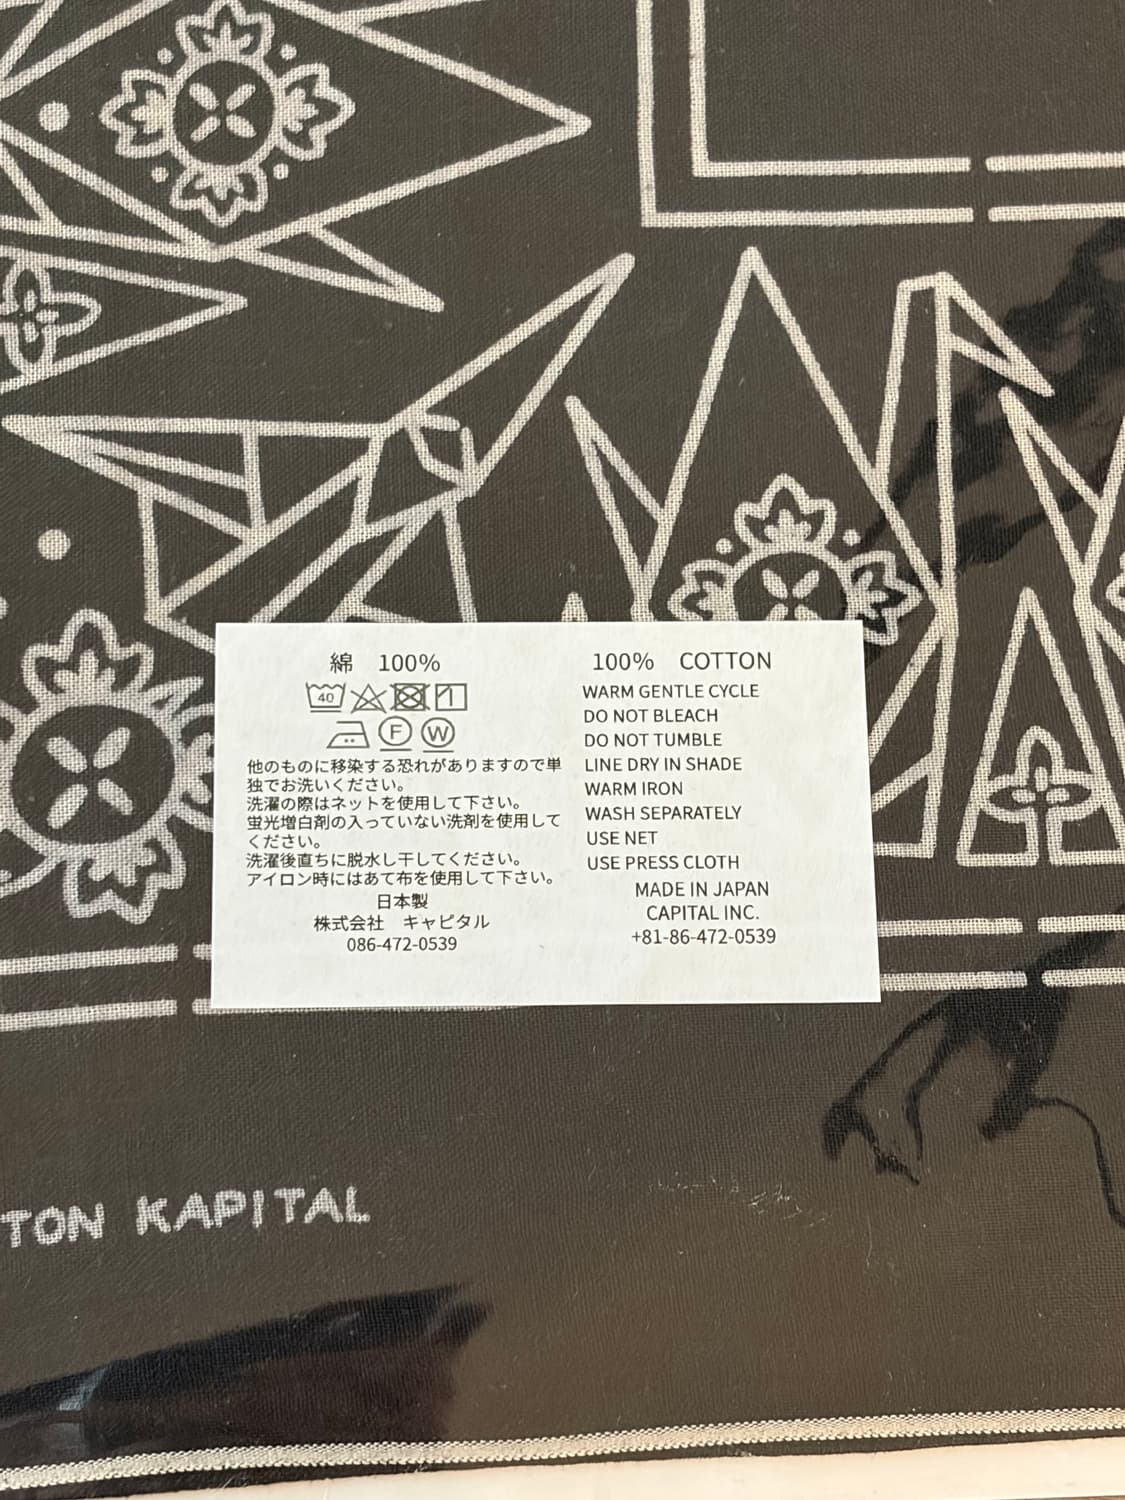 綿 100%
40
F W
他のものに移染する恐れがありますので単
独でお洗いください。
洗濯の際はネットを使用して下さい。
蛍光増白剤の入っていない洗剤を使用して
ください。
洗濯後直ちに脱水し干してください。
アイロン時にはあて布を使用して下さい。
日本製
株式会社 キャピタル
086-472-0539
100% COTTON
WARM GENTLE CYCLE
DO NOT BLEACH
DO NOT TUMBLE
LINE DRY IN SHADE
WARM IRON
WASH SEPARATELY
USE NET
USE PRESS CLOTH
MADE IN JAPAN
CAPITAL INC.
+81-86-472-0539
TON KAPITAL